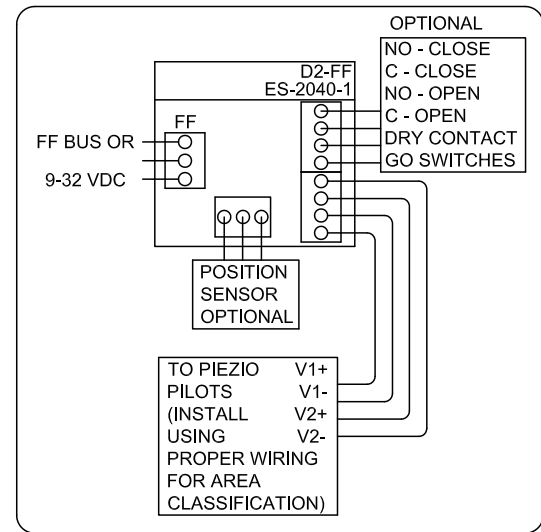 OPTIONAL
NO - CLOSE
C - CLOSE
NO - OPEN
C - OPEN
DRY CONTACT
GO SWITCHES
D2-FF
ES-2040-1
FF
FF BUS OR
9-32 VDC
POSITION
SENSOR
OPTIONAL
TO PIEZIO V1+
PILOTS V1-
(INSTALL V2+
USING V2-
PROPER WIRING
FOR AREA
CLASSIFICATION)